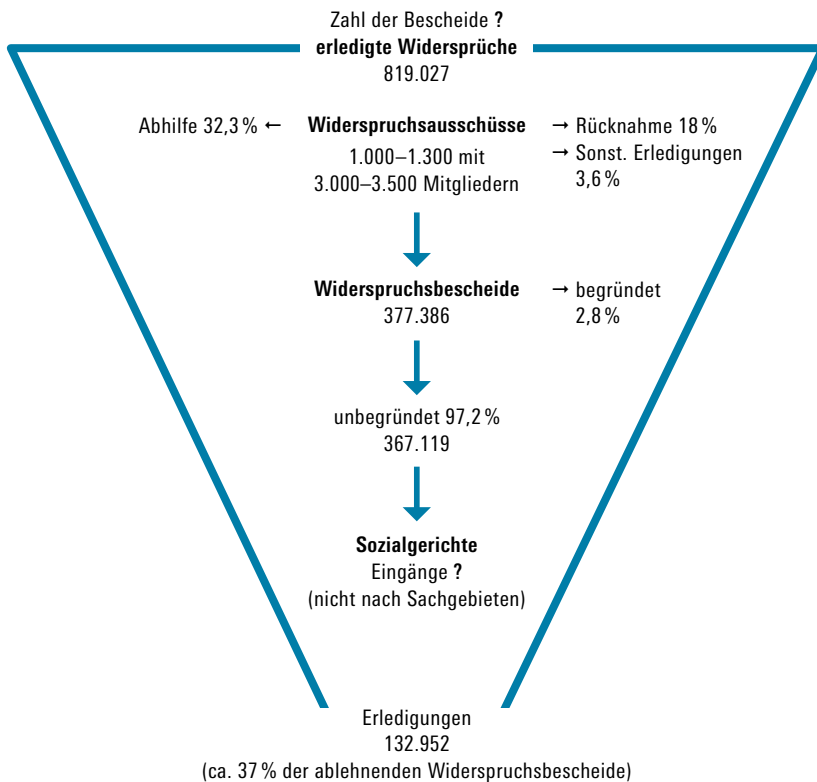 Zahl der Bescheide ?
erledigte Widersprüche
819.027
Abhilfe 32,3 % ← Widerspruchsausschüsse → Rücknahme 18 %
1.000–1.300 mit → Sonst. Erledigungen
3.000–3.500 Mitgliedern 3,6 %
Widerspruchsbescheide → begründet
377.386 2,8 %
unbegründet 97,2 %
367.119
Sozialgerichte
Eingänge ?
(nicht nach Sachgebieten)
Erledigungen
132.952
(ca. 37 % der ablehnenden Widerspruchsbescheide)